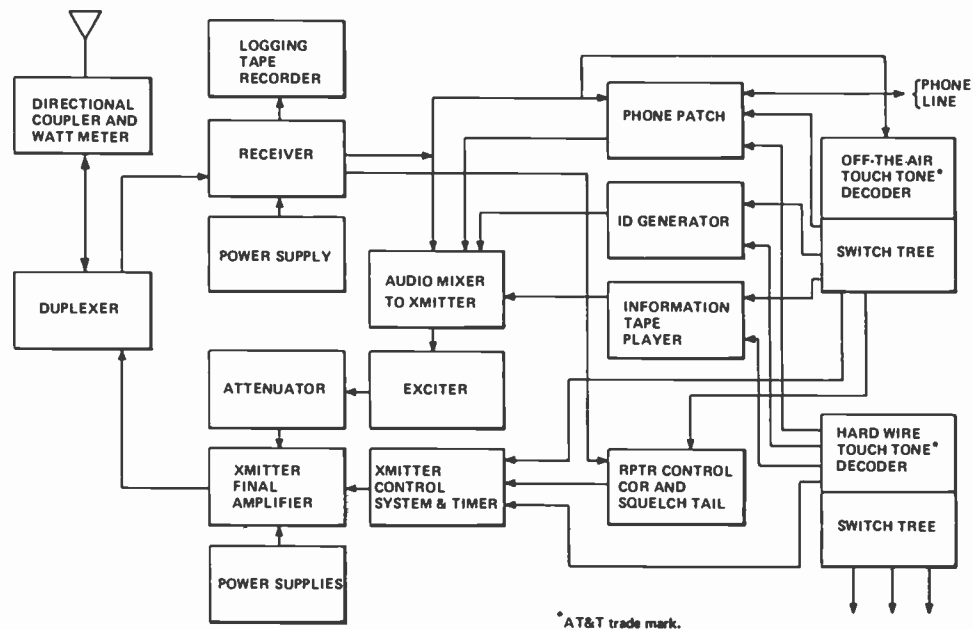 LOGGING
TAPE
RECORDER
DIRECTIONAL
COUPLER AND
WATT METER
RECEIVER
POWER SUPPLY
DUPLEXER
PHONE PATCH
{PHONE
LINE
OFF-THE-AIR
TOUCH TONE*
DECODER
SWITCH TREE
ID GENERATOR
AUDIO MIXER
TO XMITTER
INFORMATION
TAPE
PLAYER
ATTENUATOR
EXCITER
XMITTER
FINAL
AMPLIFIER
XMITTER
CONTROL
SYSTEM & TIMER
RPTR CONTROL
COR AND
SQUELCH TAIL
HARD WIRE
TOUCH TONE*
DECODER
SWITCH TREE
POWER SUPPLIES
*AT&T trade mark.